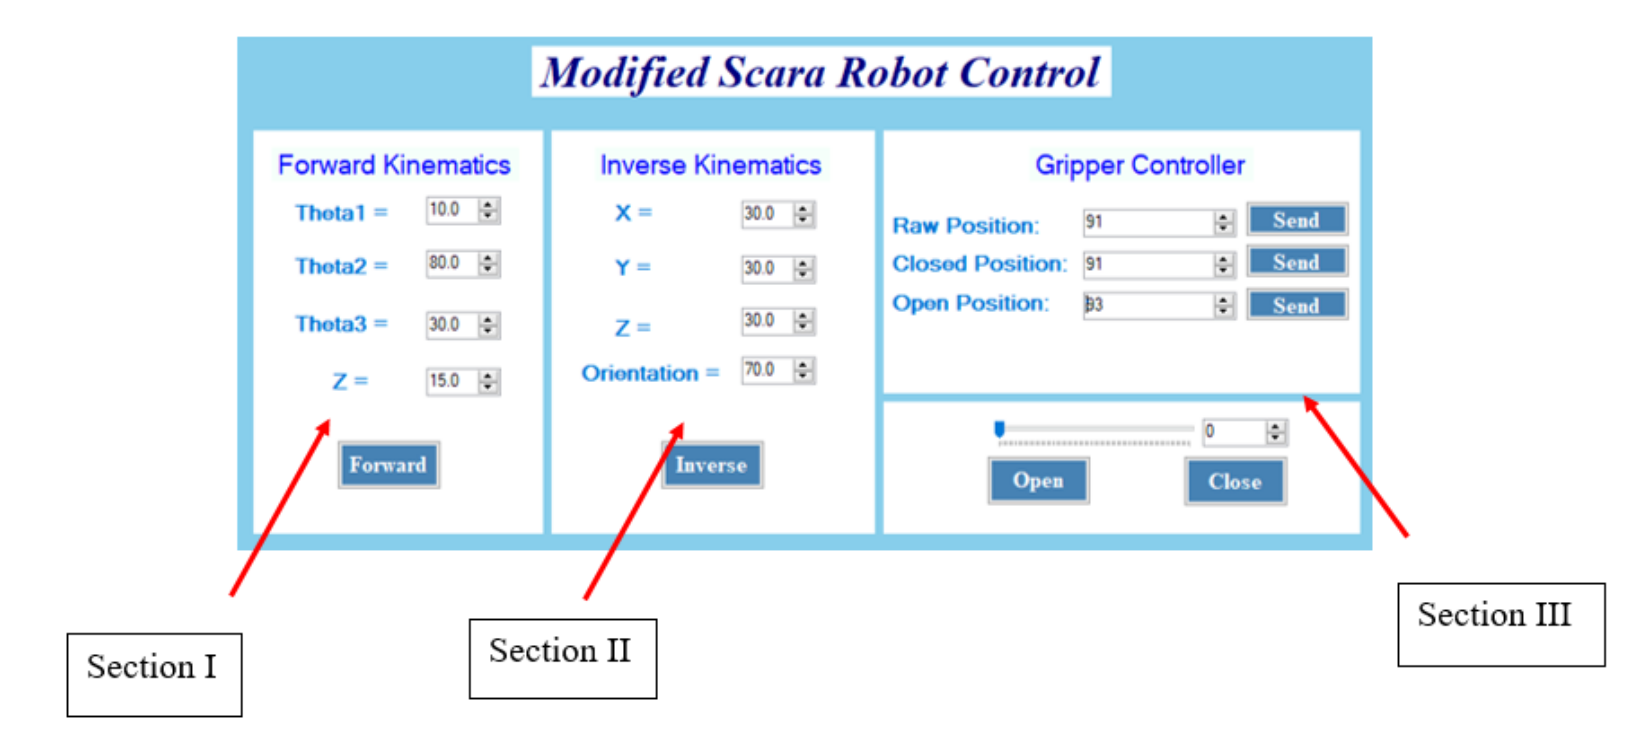 Modified Scara Robot Control
Forward Kinematics
Theta1 = 10.0
Theta2 = 80.0
Theta3 = 30.0
Z = 15.0
Forward
Inverse Kinematics
X = 30.0
Y = 30.0
Z = 30.0
Orientation = 70.0
Inverse
Gripper Controller
Raw Position: 91 Send
Closed Position: 91 Send
Open Position: 93 Send
0
Open Close
Section I
Section II
Section III